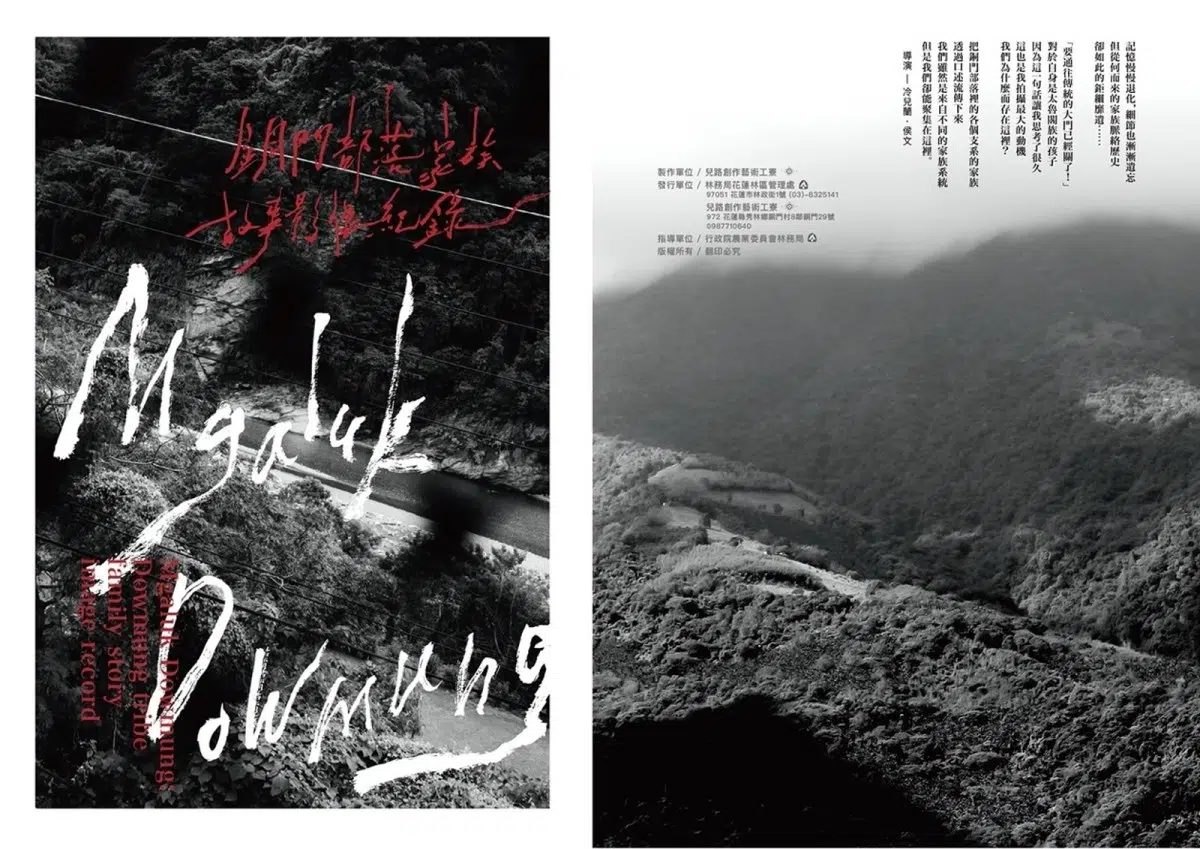 銅門部落家族
故事影像紀錄
Mgaluk
Dowmung
Mgaluk Dowmung:
Dowmung tribe
family story
image record
記憶慢慢退化，細節也漸漸遺忘
但從何而來的家族脈絡歷史
卻如此的鉅細靡遺……
「要通往傳統的大門已經關了！」
對於自身是太魯閣族的孩子
因為這一句話讓我思考了很久
這也是我拍攝最大的動機
我們為什麼而存在這裡？
把銅門部落裡的各個支系的家族
透過口述流傳下來
我們雖然是來自不同的家族系統
但是我們都能聚集在這裡。
導演－冷兒蘭・侯文
製作單位 / 兒路創作藝術工寮
發行單位 / 林務局花蓮林區管理處
97051 花蓮市林政街1號 (03)-8325141
兒路創作藝術工寮
972 花蓮縣秀林鄉銅門村8鄰銅門29號
0987710640
指導單位 / 行政院農業委員會林務局
版權所有 / 翻印必究